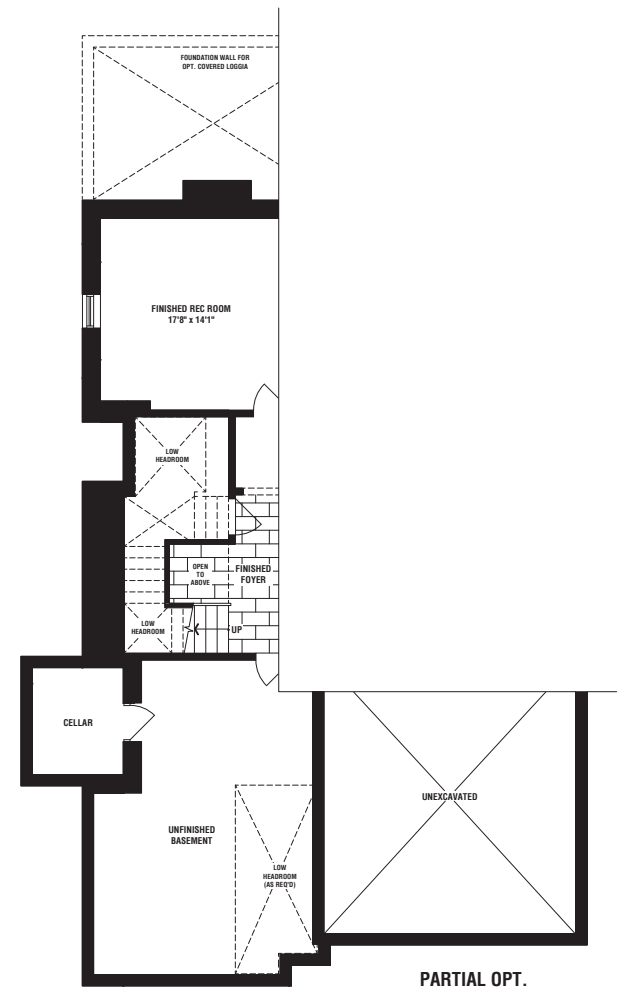 FOUNDATION WALL FOR
OPT. COVERED LOGGIA
FINISHED REC ROOM
17'8" x 14'1"
LOW
HEADROOM
OPEN
TO
ABOVE
FINISHED
FOYER
LOW
HEADROOM
UP
CELLAR
UNEXCAVATED
UNFINISHED
BASEMENT
LOW
HEADROOM
(AS REQ'D)
PARTIAL OPT.